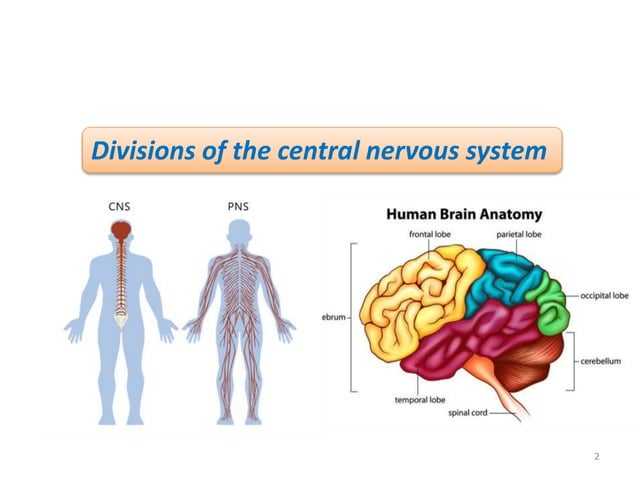 Divisions of the central nervous system
CNS
PNS
Human Brain Anatomy
frontal lobe
parietal lobe
occipital lobe
ebrum
cerebellum
temporal lobe
spinal cord
2